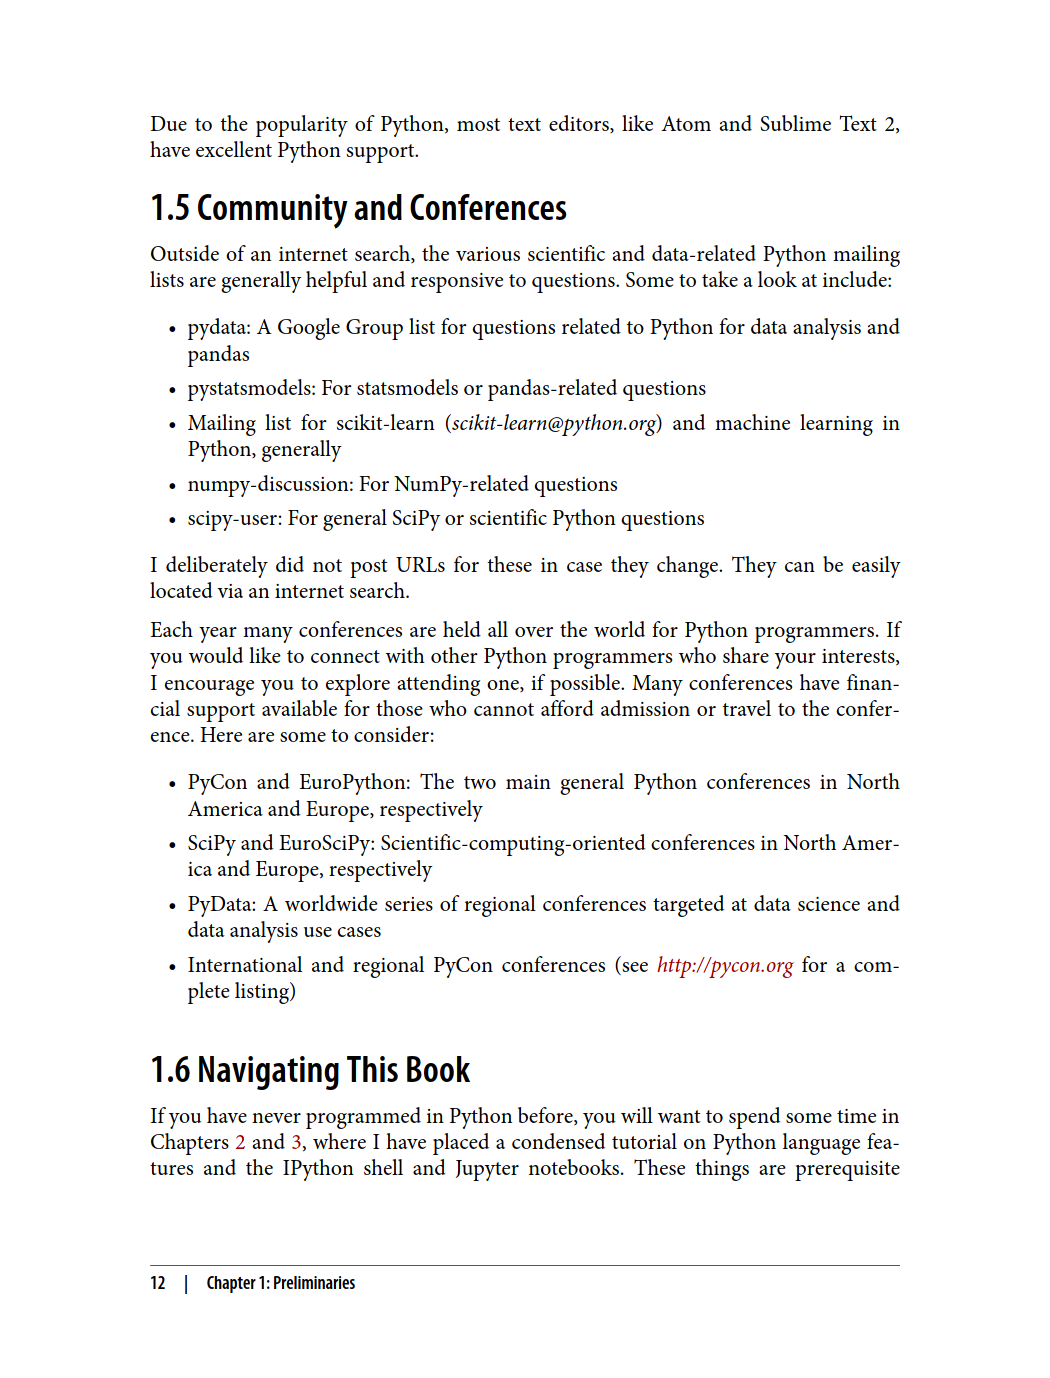 Due to the popularity of Python, most text editors, like Atom and Sublime Text 2,
have excellent Python support.
1.5 Community and Conferences
Outside of an internet search, the various scientific and data-related Python mailing
lists are generally helpful and responsive to questions. Some to take a look at include:
• pydata: A Google Group list for questions related to Python for data analysis and
pandas
• pystatsmodels: For statsmodels or pandas-related questions
• Mailing list for scikit-learn (scikit-learn@python.org) and machine learning in
Python, generally
• numpy-discussion: For NumPy-related questions
• scipy-user: For general SciPy or scientific Python questions
I deliberately did not post URLs for these in case they change. They can be easily
located via an internet search.
Each year many conferences are held all over the world for Python programmers. If
you would like to connect with other Python programmers who share your interests,
I encourage you to explore attending one, if possible. Many conferences have finan-
cial support available for those who cannot afford admission or travel to the confer-
ence. Here are some to consider:
• PyCon and EuroPython: The two main general Python conferences in North
America and Europe, respectively
• SciPy and EuroSciPy: Scientific-computing-oriented conferences in North Amer-
ica and Europe, respectively
• PyData: A worldwide series of regional conferences targeted at data science and
data analysis use cases
• International and regional PyCon conferences (see http://pycon.org for a com-
plete listing)
1.6 Navigating This Book
If you have never programmed in Python before, you will want to spend some time in
Chapters 2 and 3, where I have placed a condensed tutorial on Python language fea-
tures and the IPython shell and Jupyter notebooks. These things are prerequisite
12 | Chapter 1: Preliminaries